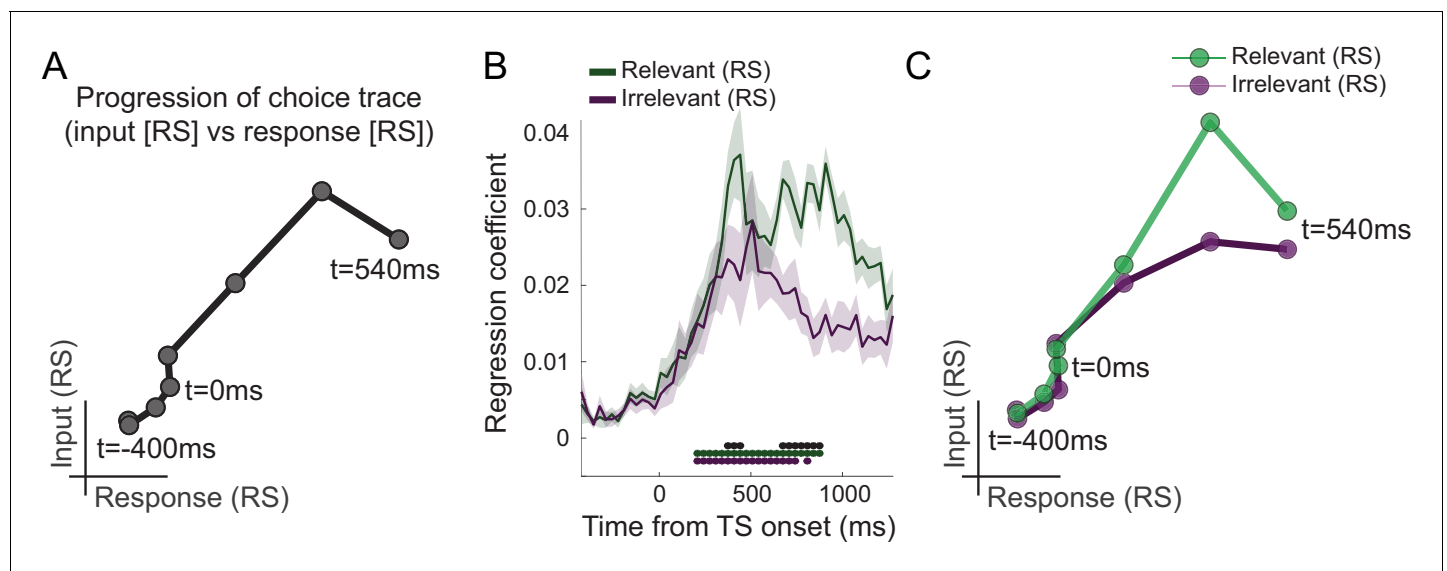 A
Progression of choice trace
(input [RS] vs response [RS])
t=540ms
t=0ms
t=-400ms
Input (RS)
Response (RS)
B
Relevant (RS)
Irrelevant (RS)
0.04
0.03
0.02
0.01
0
Regression coefficient
0 500 1000
Time from TS onset (ms)
C
Relevant (RS)
Irrelevant (RS)
t=540ms
t=0ms
t=-400ms
Input (RS)
Response (RS)